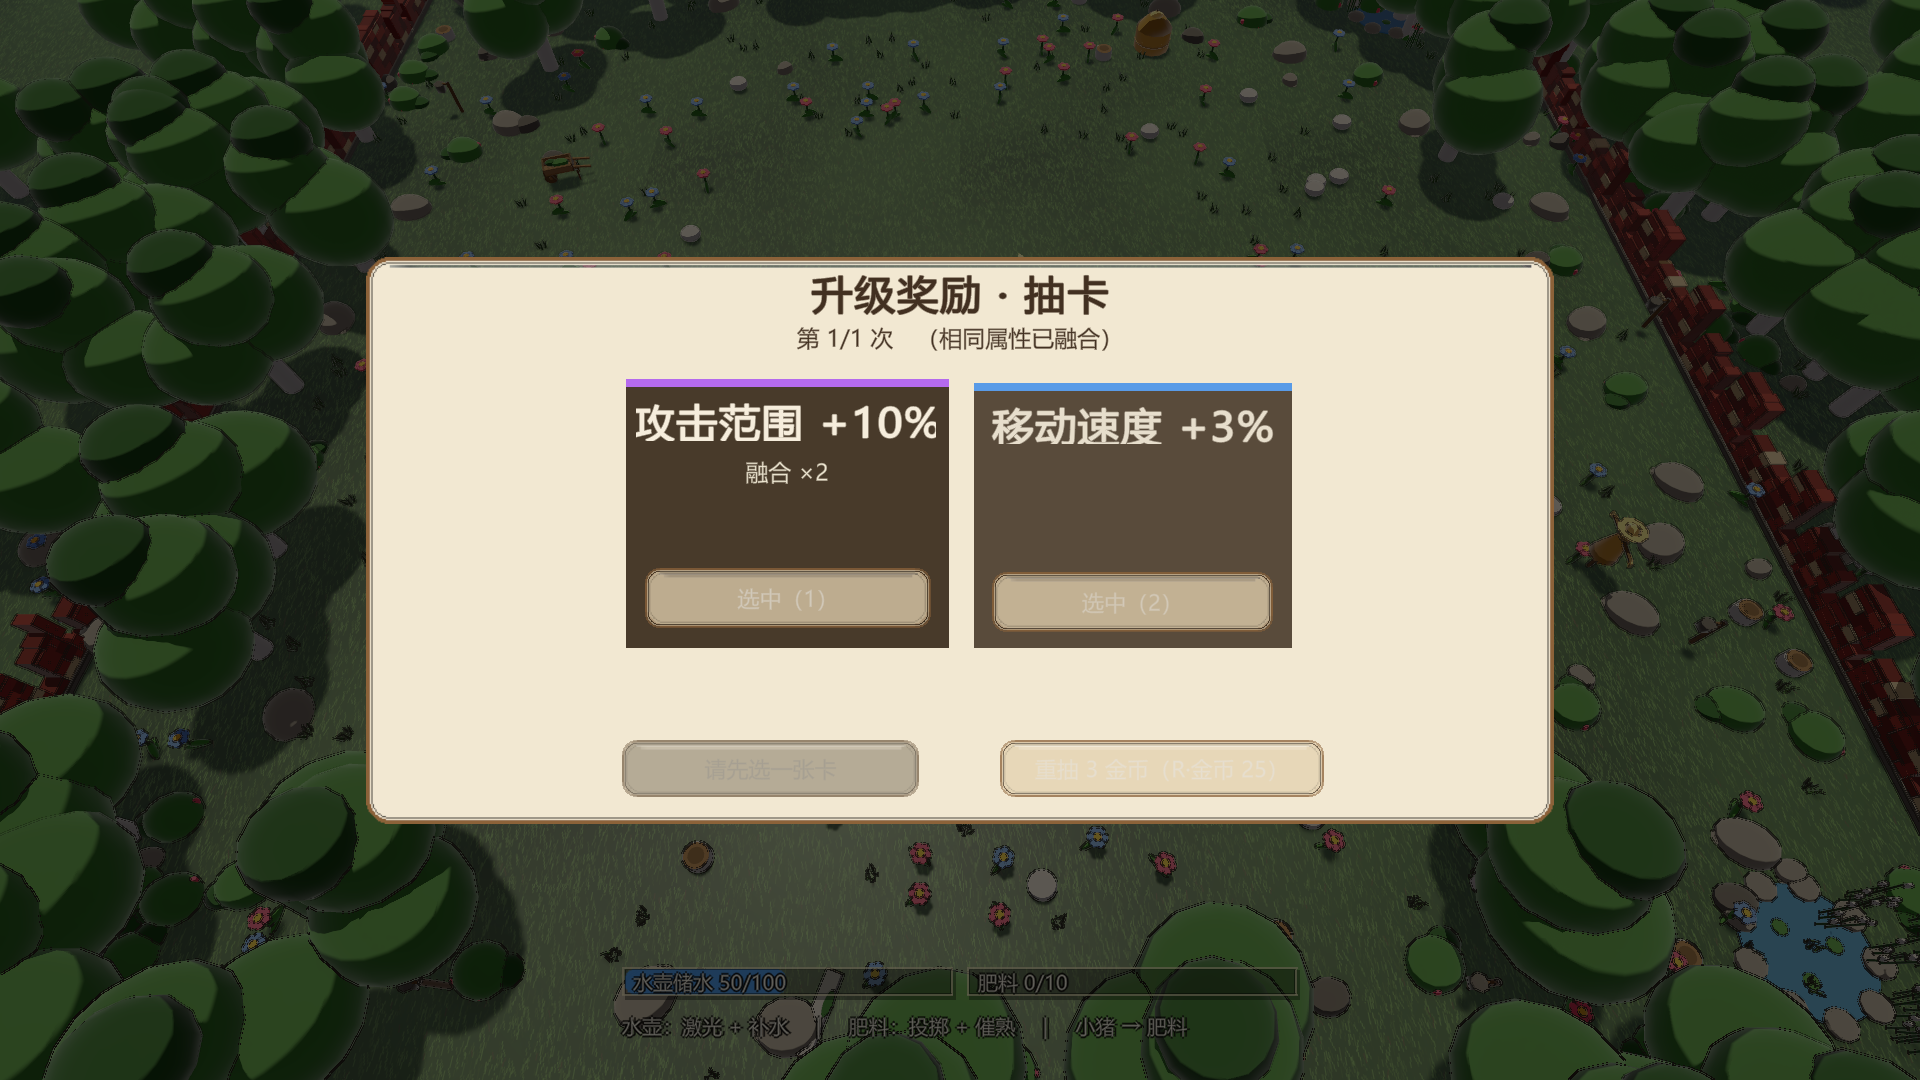 升级奖励 · 抽卡
第 1/1 次 （相同属性已融合）
攻击范围 +10%
融合 ×2
选中（1）
移动速度 +3%
选中（2）
请先选一张卡
重抽 3 金币（R·金币 25）
水壶储水 50/100
肥料 0/10
水壶：激光 + 补水 | 肥料：投掷 + 催熟 | 小猪 → 肥料